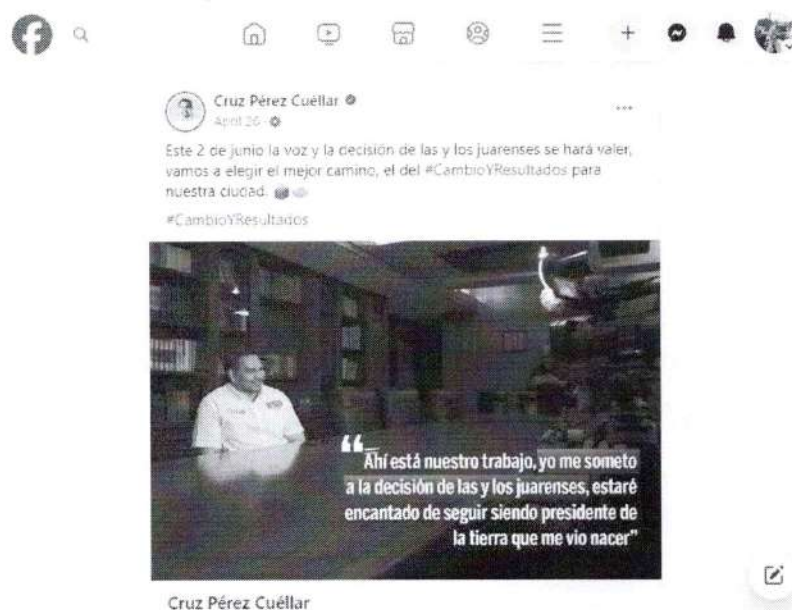 Cruz Pérez Cuéllar
April 26
Este 2 de junio la voz y la decisión de las y los juarenses se hará valer,
vamos a elegir el mejor camino, el del #CambioYResultados para
nuestra ciudad.
#CambioYResultados
“Ahí está nuestro trabajo, yo me someto
a la decisión de las y los juarenses, estaré
encantado de seguir siendo presidente de
la tierra que me vio nacer”
Cruz Pérez Cuéllar